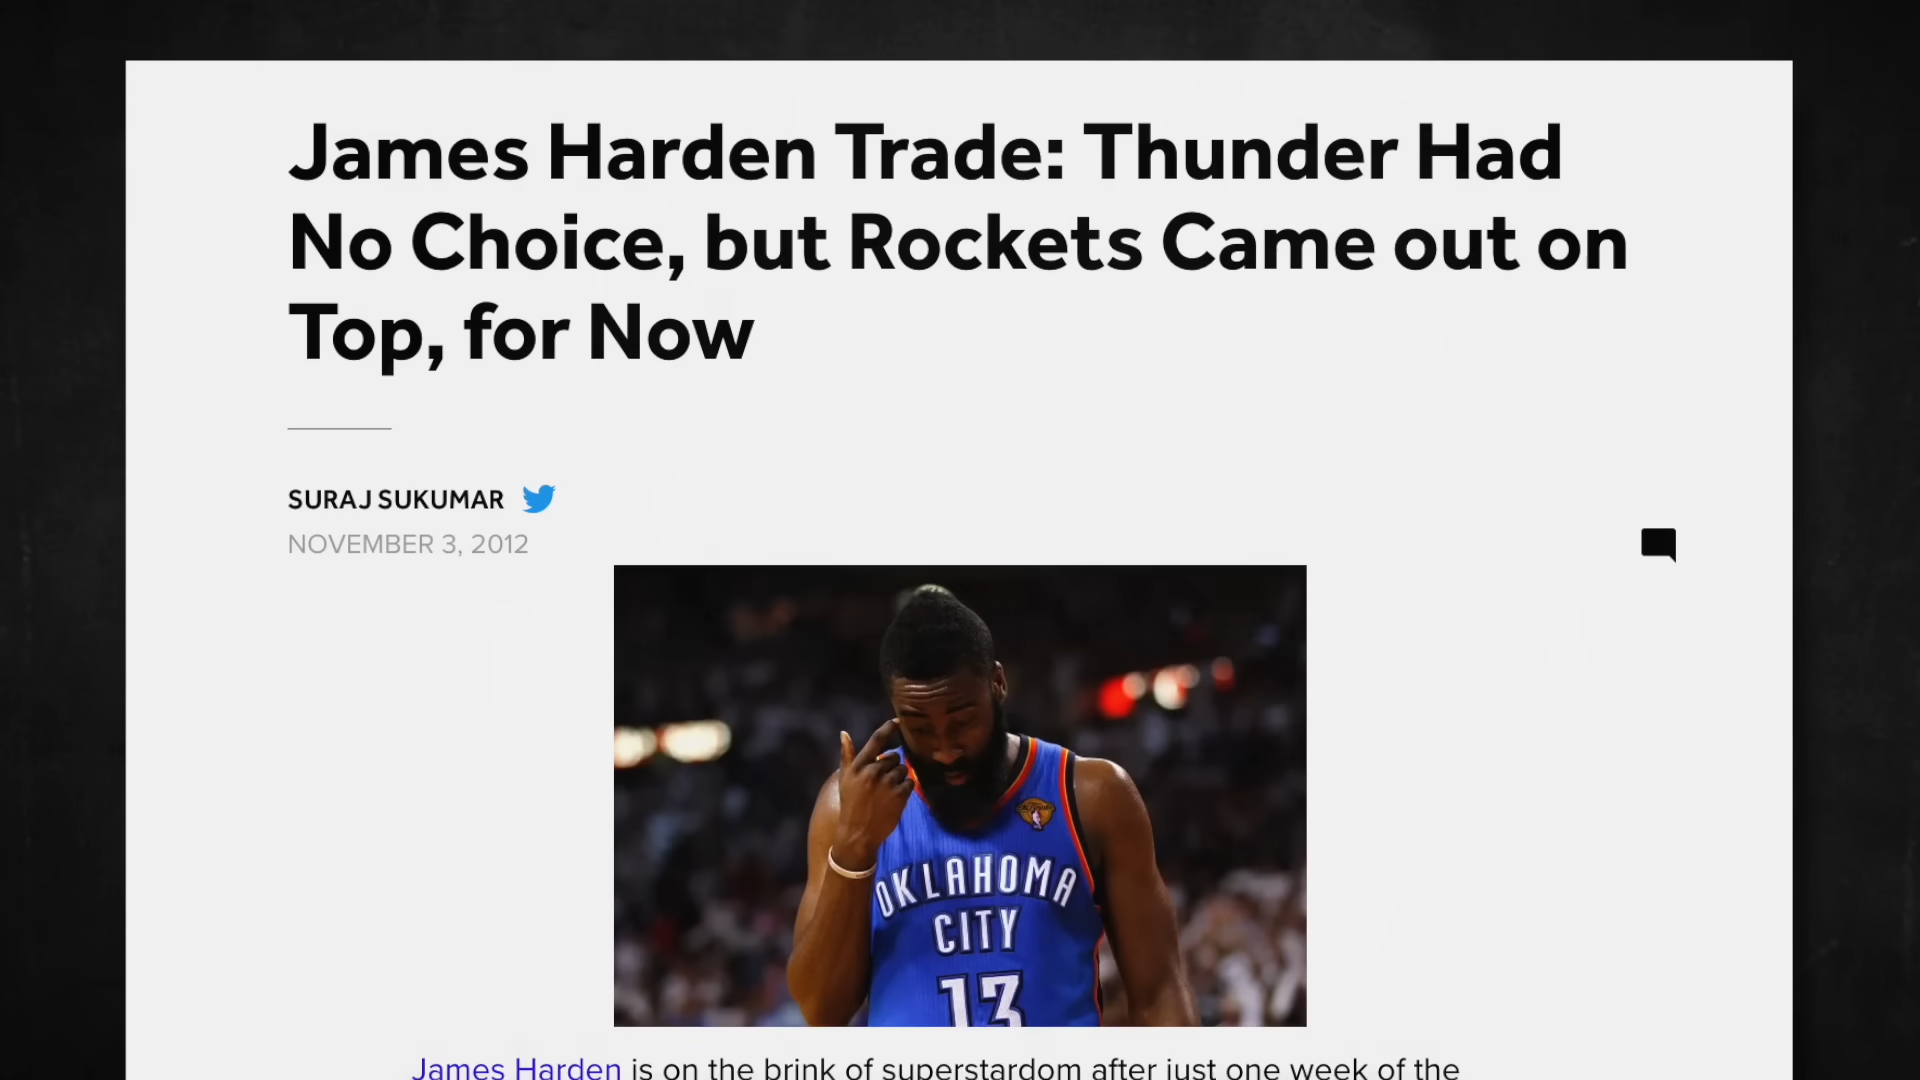 James Harden Trade: Thunder Had
No Choice, but Rockets Came out on
Top, for Now
SURAJ SUKUMAR
NOVEMBER 3, 2012
OKLAHOMA
CITY
13
James Harden is on the brink of superstardom after just one week of the